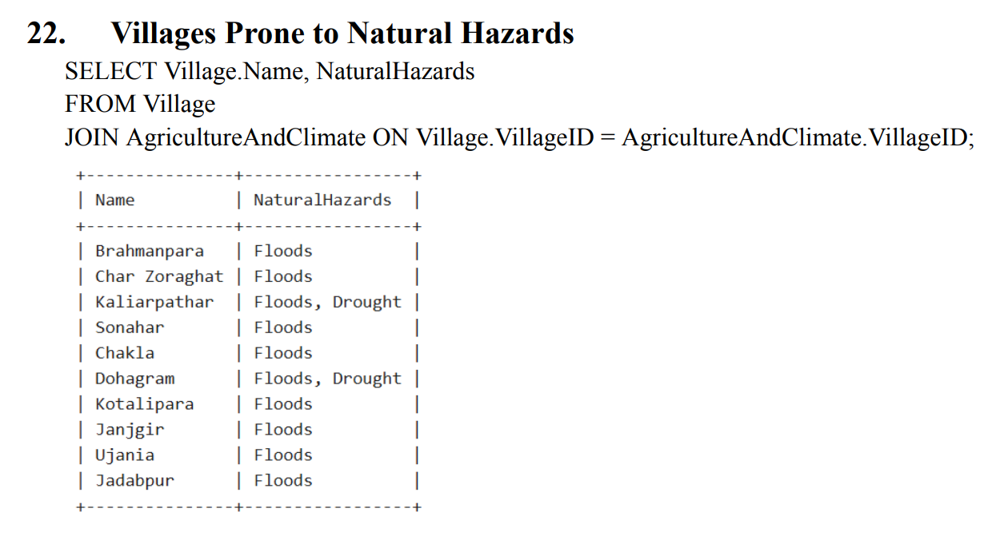 22. Villages Prone to Natural Hazards
SELECT Village.Name, NaturalHazards
FROM Village
JOIN AgricultureAndClimate ON Village.VillageID = AgricultureAndClimate.VillageID;
+---------------+-----------------+
| Name          | NaturalHazards  |
+---------------+-----------------+
| Brahmanpara   | Floods          |
| Char Zoraghat | Floods          |
| Kaliarpathar  | Floods, Drought |
| Sonahar       | Floods          |
| Chakla        | Floods          |
| Dohagram      | Floods, Drought |
| Kotalipara    | Floods          |
| Janjgir       | Floods          |
| Ujania        | Floods          |
| Jadabpur      | Floods          |
+---------------+-----------------+